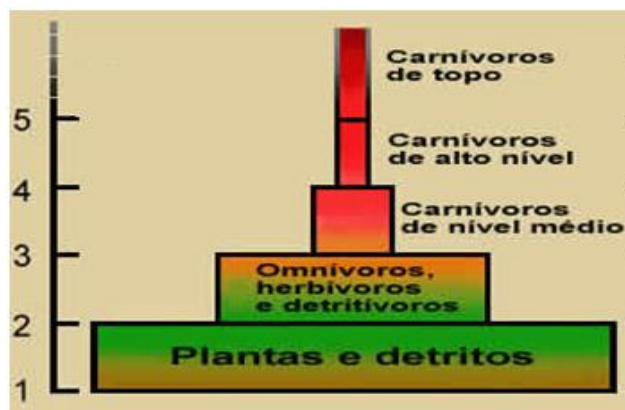 Carnívoros
de topo
5
Carnívoros
de alto nível
4
Carnívoros
de nível médio
3
Omnívoros,
herbívoros
e detritívoros
2
Plantas e detritos
1